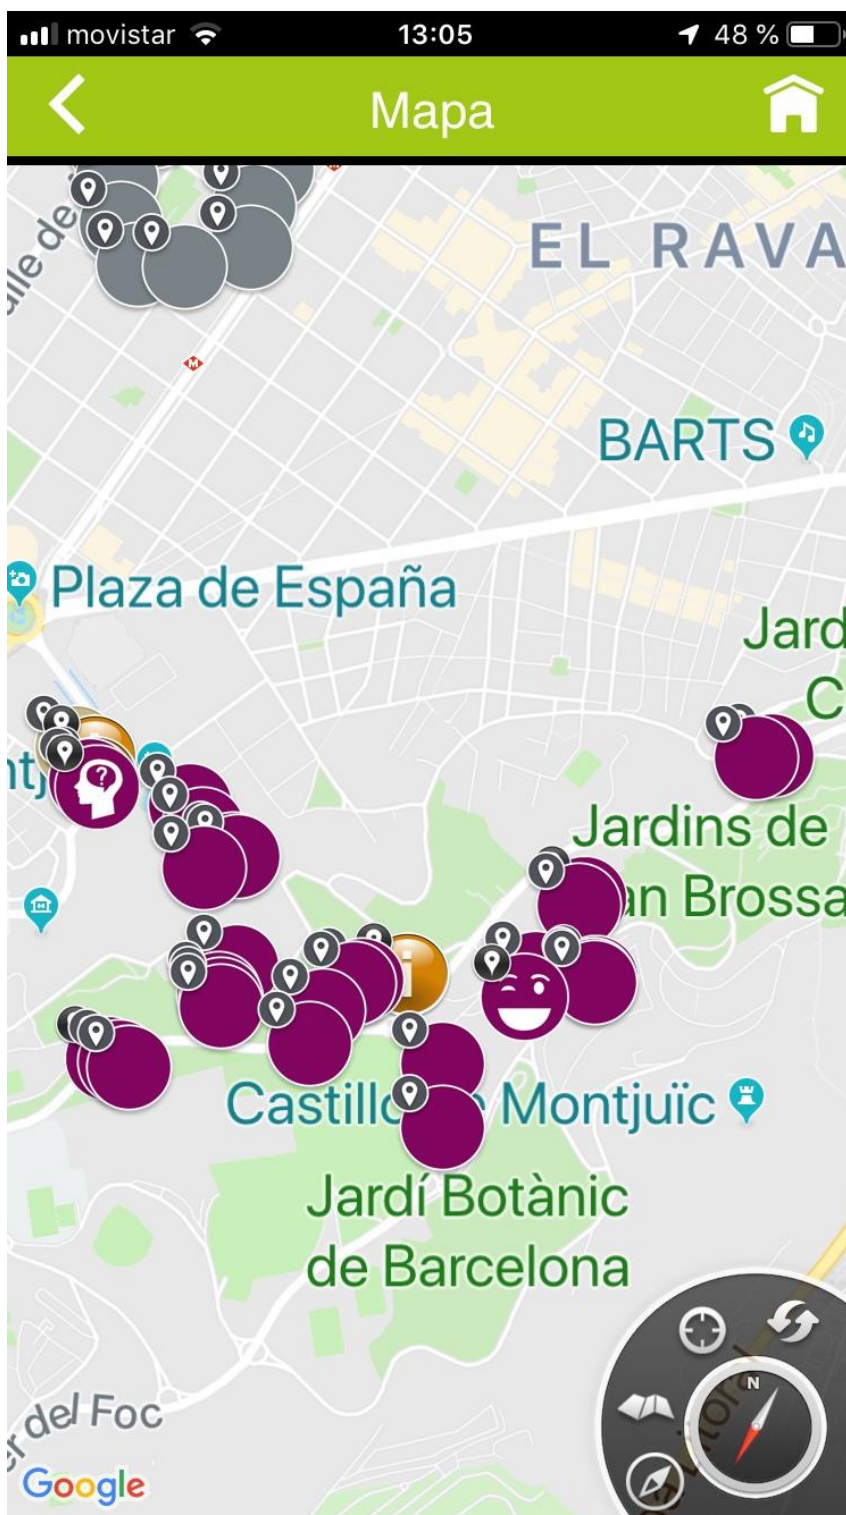 movistar 13:05 48 %
Mapa
EL RAVA
BARTS
Plaza de España
Jard
C
Jardins de
an Brossa
i
Montjuïc
Jardí Botànic
de Barcelona
N
del Foc
Google